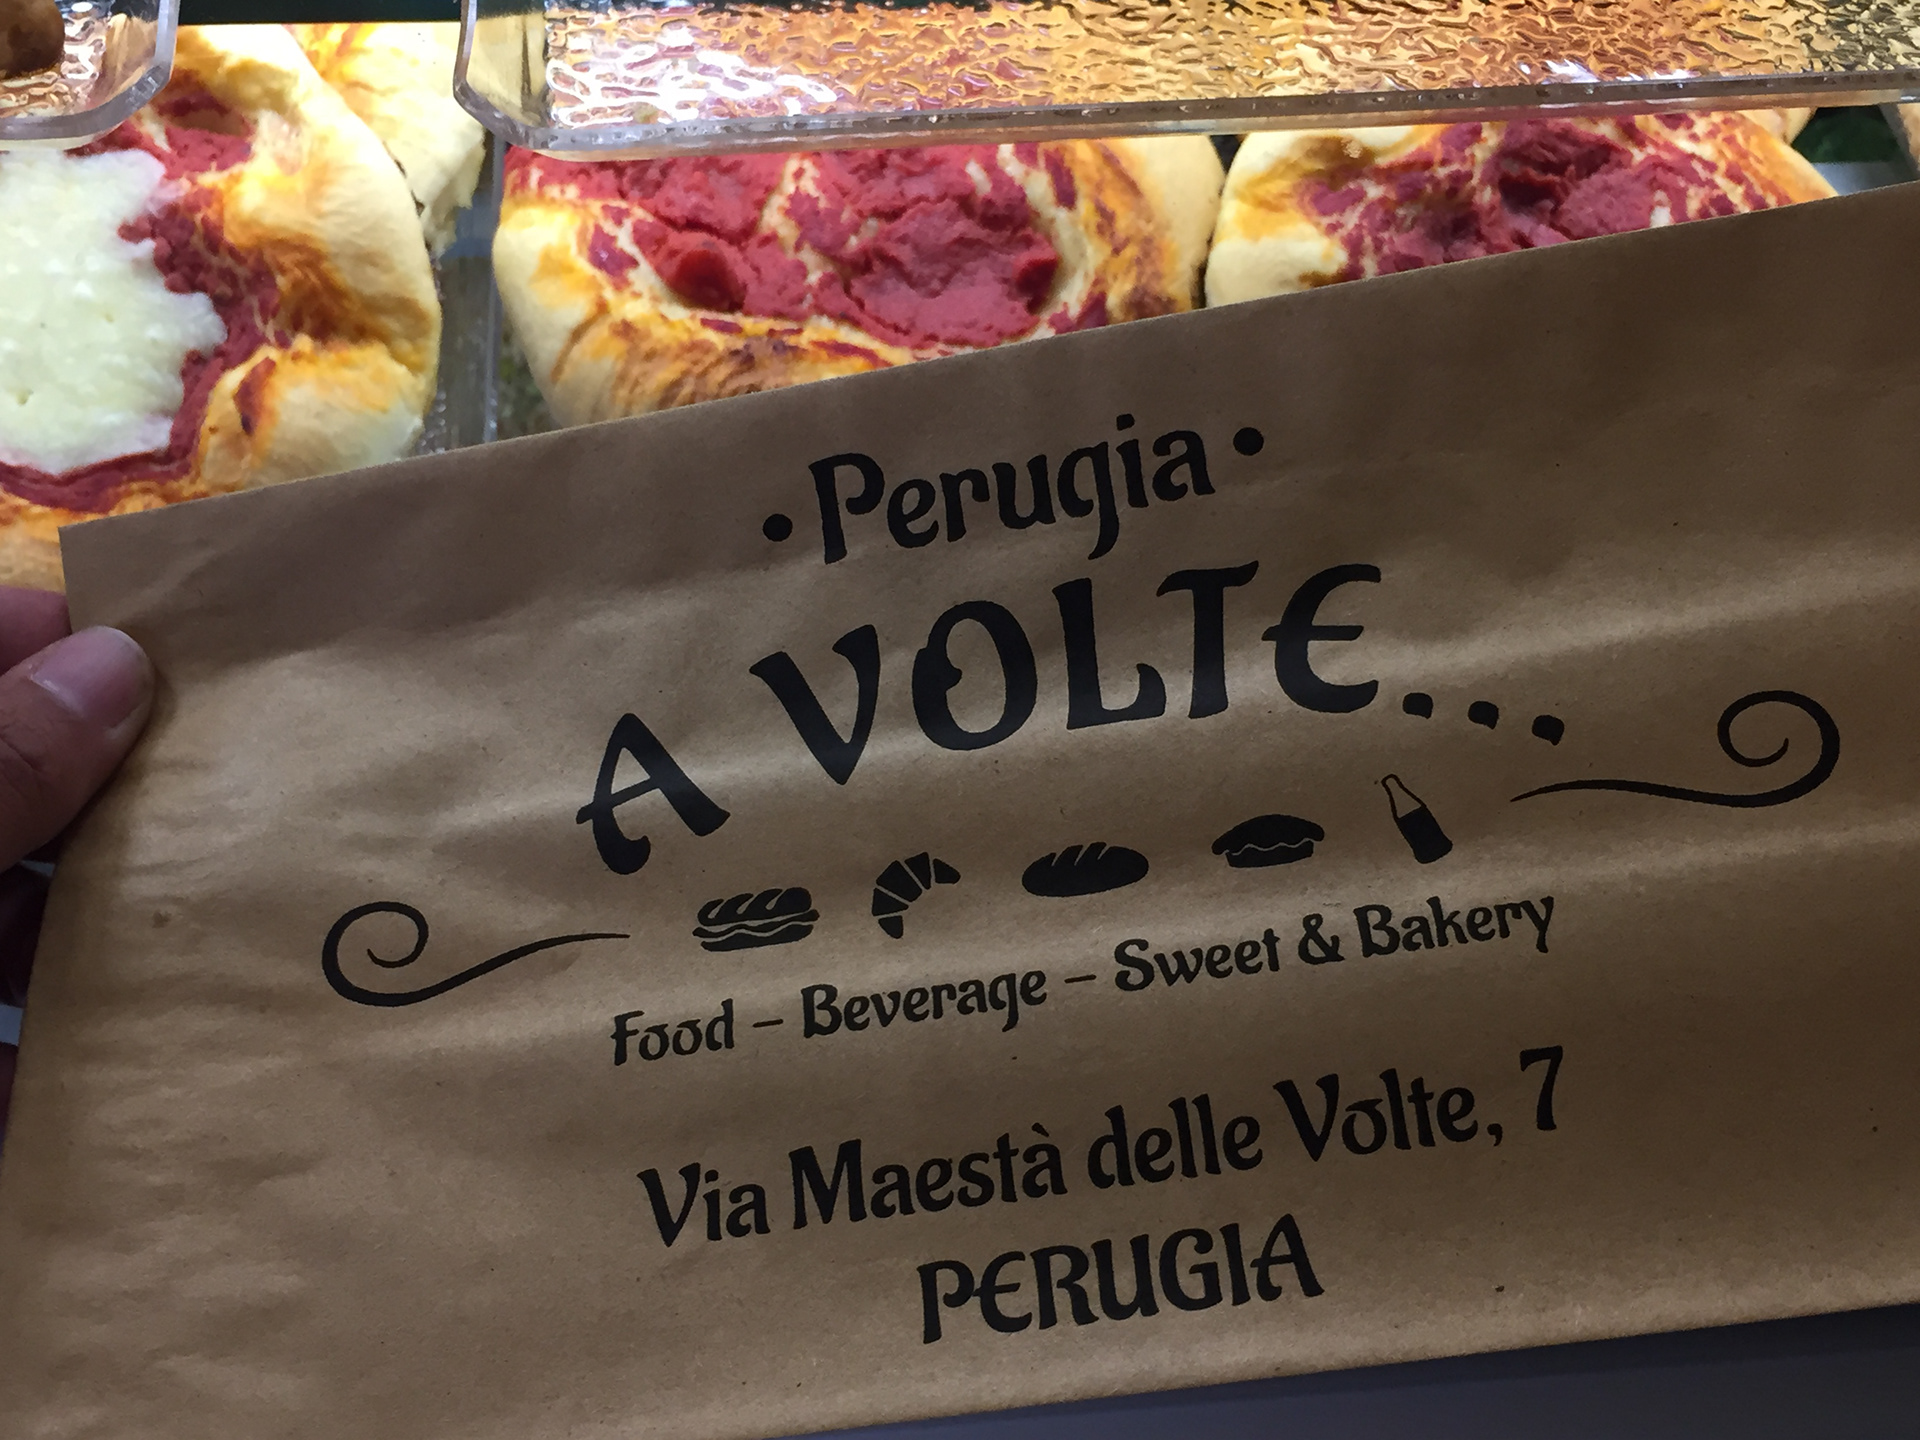 • Perugia •
A VOLTE...
Food – Beverage – Sweet & Bakery
Via Maestà delle Volte, 7
PERUGIA